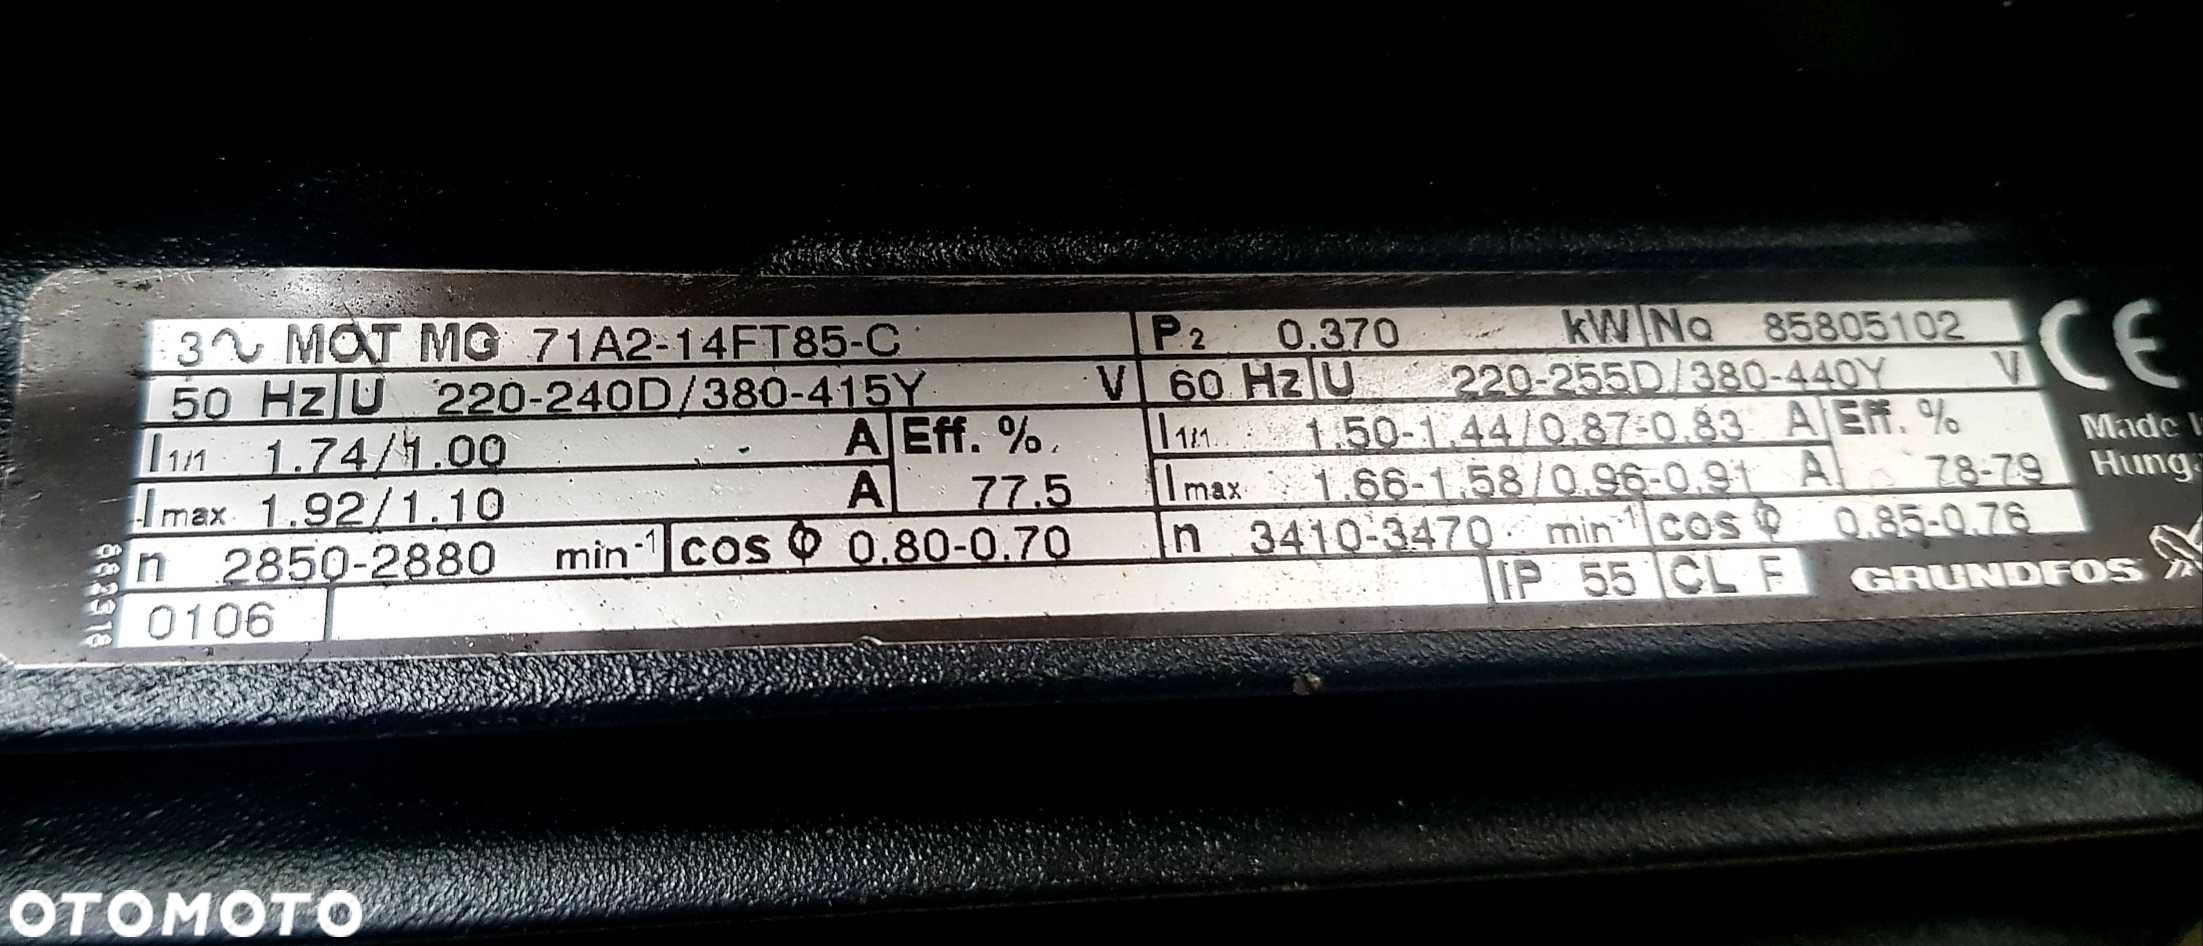 3~ MOT MG 71A2-14FT85-C P2 0.370 kW No 85805102
50 Hz U 220-240D/380-415Y V 60 Hz U 220-255D/380-440Y V
I1/1 1.74/1.00 A Eff. % I1/1 1.50-1.44/0.87-0.83 A Eff. %
Imax 1.92/1.10 A 77.5 Imax 1.66-1.58/0.96-0.91 A 78-79
n 2850-2880 min-1 cos φ 0.80-0.70 n 3410-3470 min-1 cos φ 0.85-0.76
0106 IP 55 CL F
CE
Made
Hung
GRUNDFOS
OTOMOTO